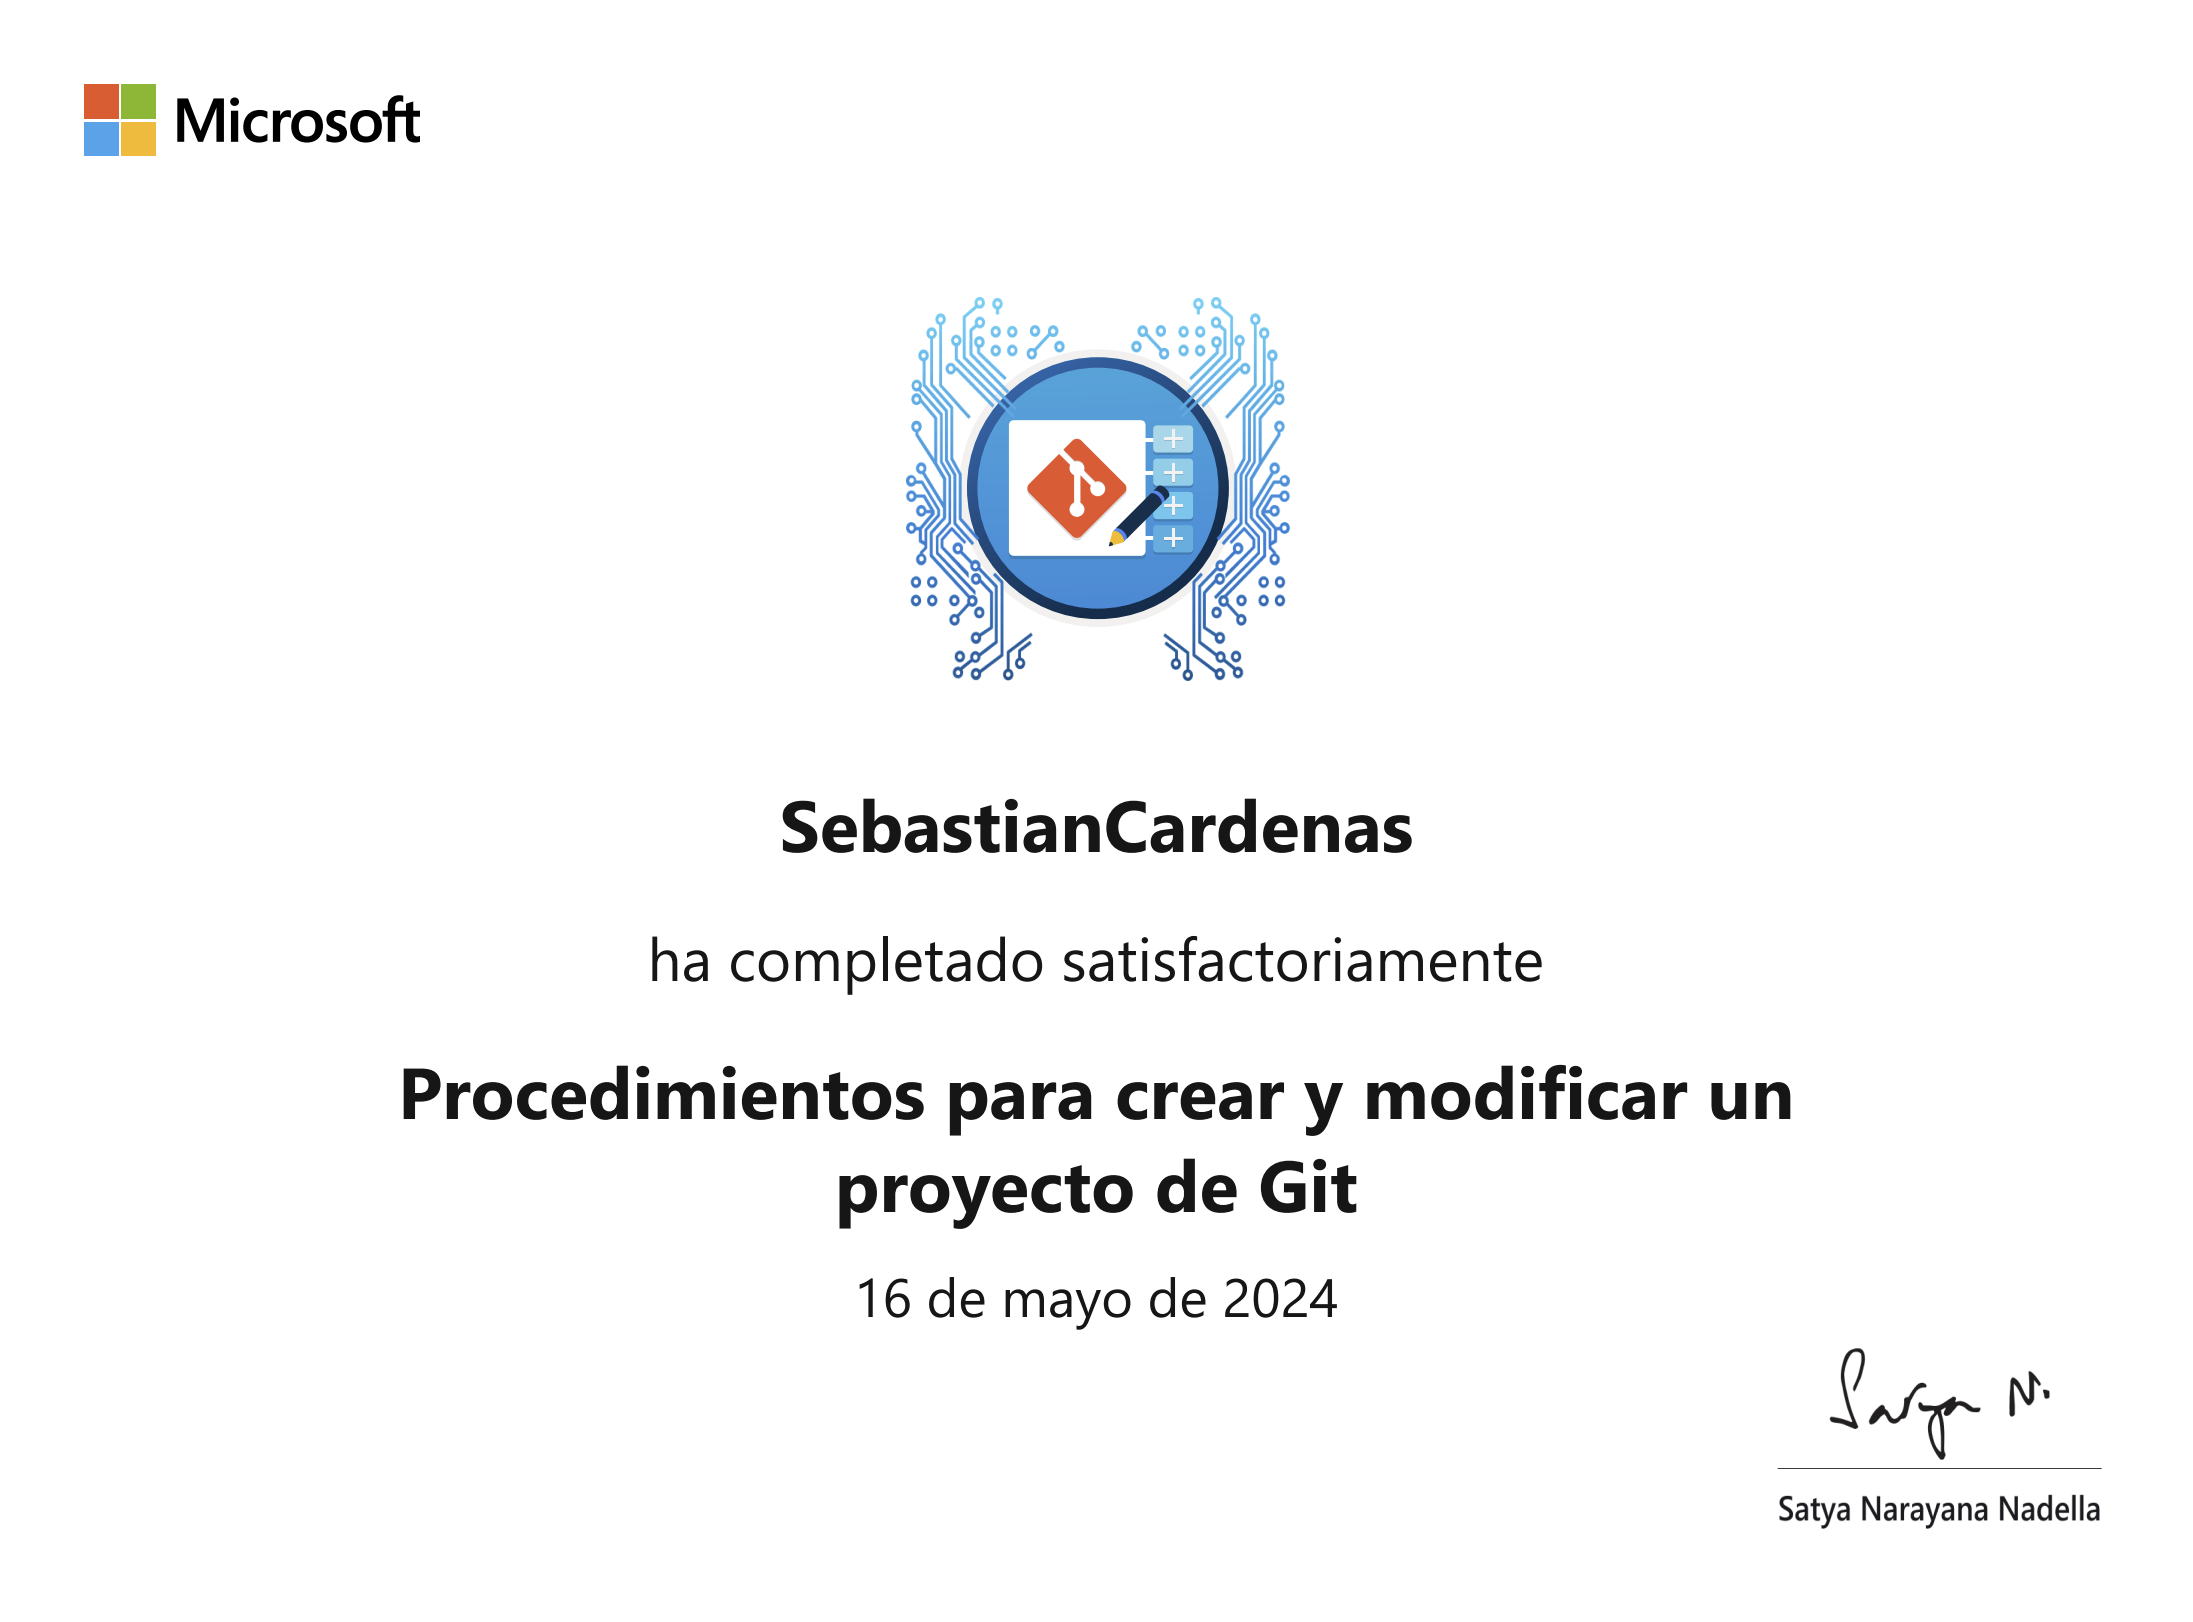 Microsoft
SebastianCardenas
ha completado satisfactoriamente
Procedimientos para crear y modificar un
proyecto de Git
16 de mayo de 2024
Satya N.
Satya Narayana Nadella